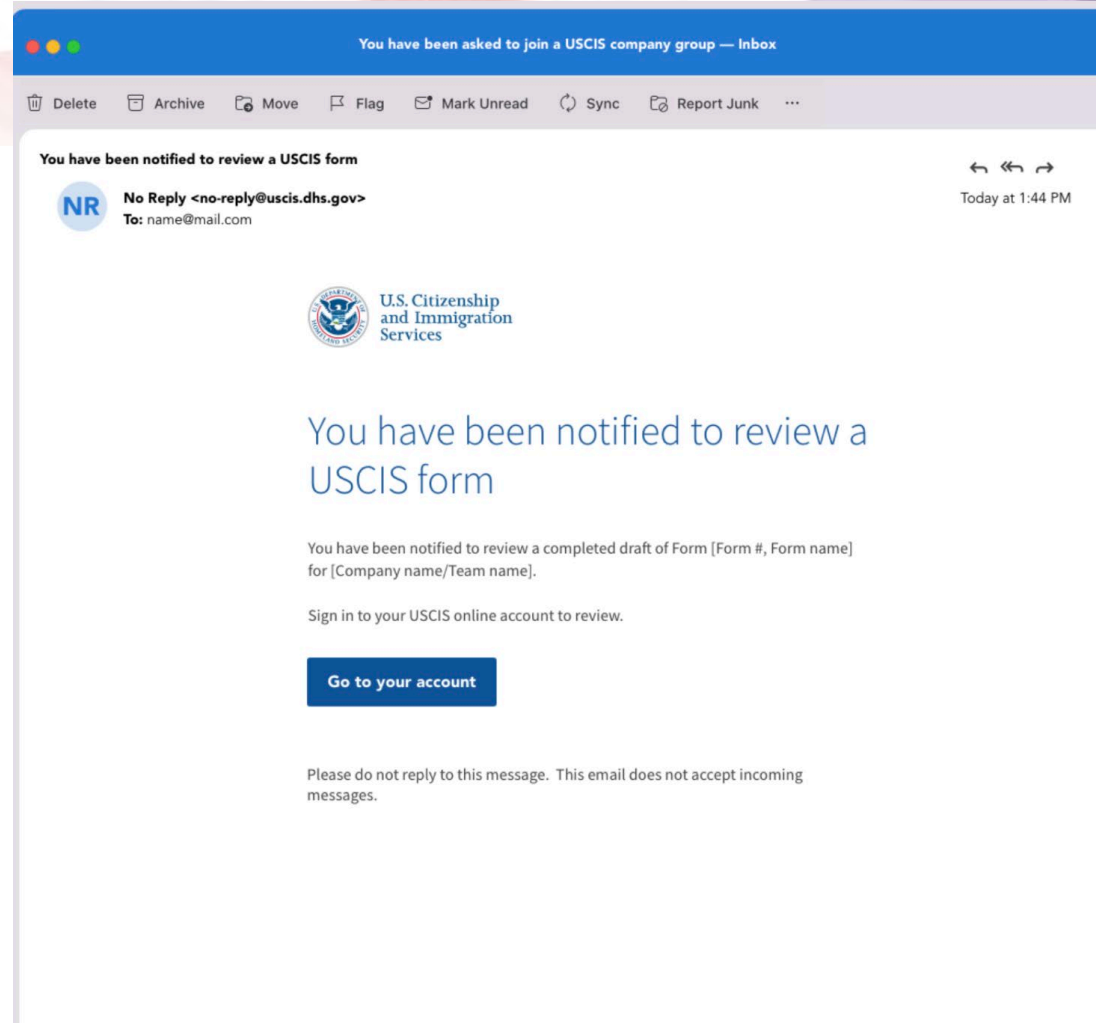 You have been asked to join a USCIS company group — Inbox
Delete Archive Move Flag Mark Unread Sync Report Junk ...
You have been notified to review a USCIS form
NR
No Reply <no-reply@uscis.dhs.gov>
To: name@mail.com
Today at 1:44 PM
U.S. Citizenship
and Immigration
Services
You have been notified to review a
USCIS form
You have been notified to review a completed draft of Form [Form #, Form name]
for [Company name/Team name].
Sign in to your USCIS online account to review.
Go to your account
Please do not reply to this message. This email does not accept incoming
messages.